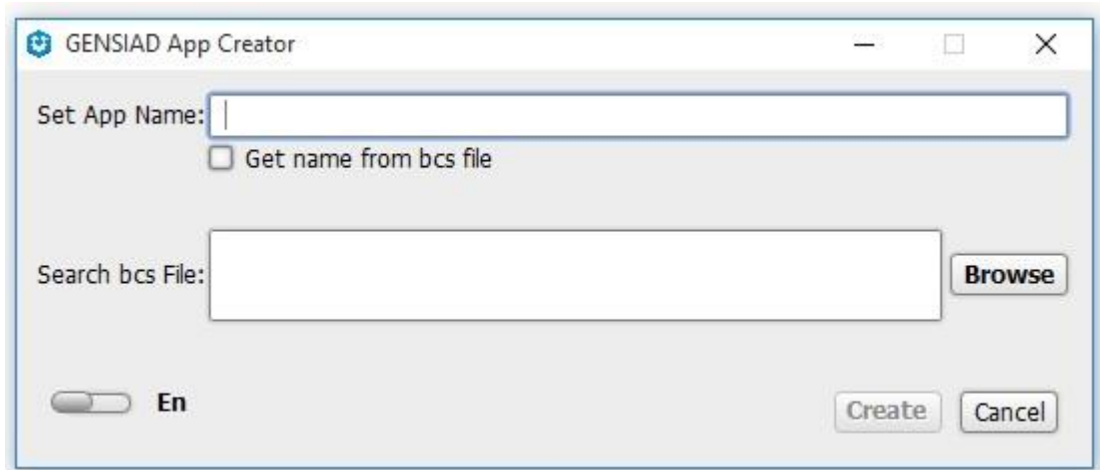 GENSIAD App Creator
Set App Name:
Get name from bcs file
Search bcs File:
Browse
En
Create
Cancel